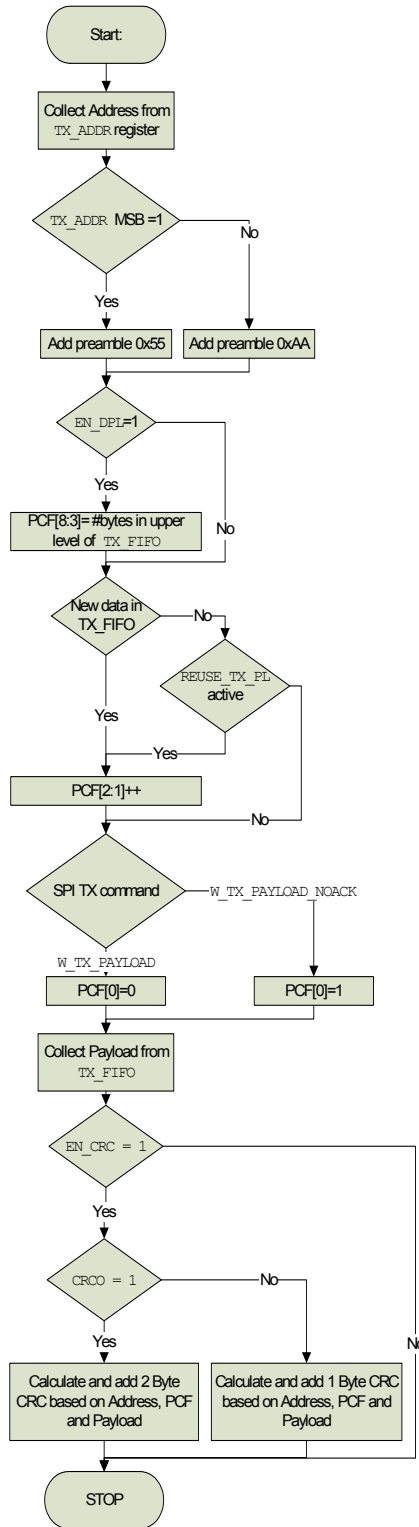 Start:
Collect Address from
TX_ADDR register
TX_ADDR MSB =1
No
Yes
Add preamble 0x55
Add preamble 0xAA
EN_DPL=1
Yes
No
PCF[8:3]= #bytes in upper
level of TX_FIFO
New data in
TX_FIFO
No
REUSE_TX_PL
active
Yes
Yes
PCF[2:1]++
No
SPI TX command
W_TX_PAYLOAD_NOACK
W_TX_PAYLOAD
PCF[0]=0
PCF[0]=1
Collect Payload from
TX_FIFO
EN_CRC = 1
Yes
CRCO = 1
No
Yes
No
Calculate and add 2 Byte
CRC based on Address, PCF
and Payload
Calculate and add 1 Byte CRC
based on Address, PCF and
Payload
STOP